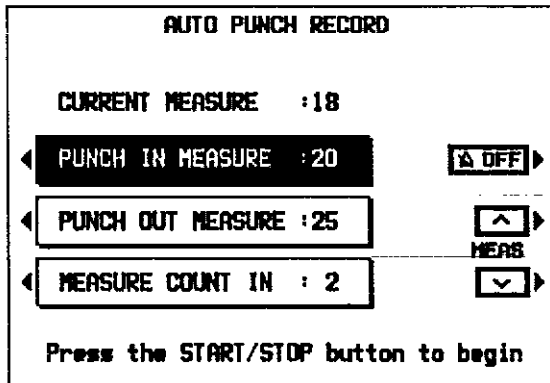 AUTO PUNCH RECORD
CURRENT MEASURE :18
PUNCH IN MEASURE :20
OFF
PUNCH OUT MEASURE :25
MEAS
MEASURE COUNT IN : 2
Press the START/STOP button to begin